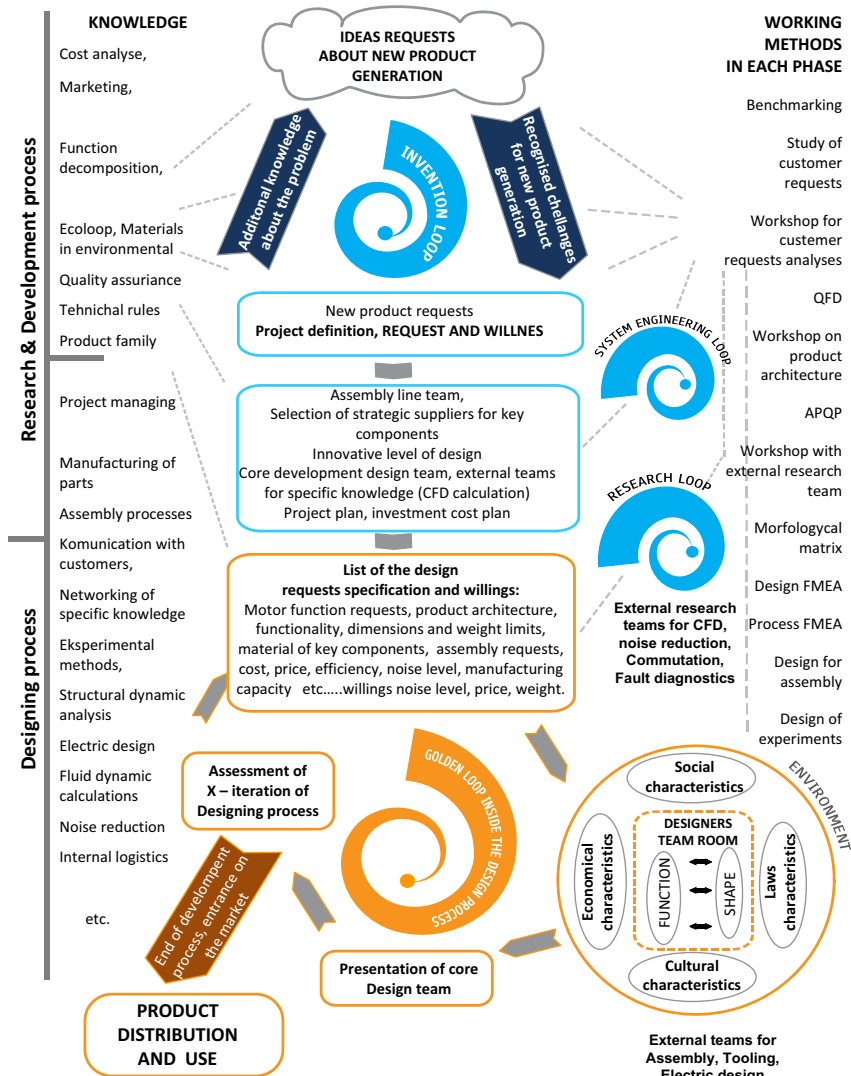 KNOWLEDGE
Cost analyse,
Marketing,
Function
decomposition,
Ecoloop, Materials
in environmental
Quality assuriance
Tehnichal rules
Product family
Project managing
Manufacturing of
parts
Assembly processes
Komunication with
customers,
Networking of
specific knowledge
Eksperimental
methods,
Structural dynamic
analysis
Electric design
Fluid dynamic
calculations
Noise reduction
Internal logistics
etc.
Research & Development process
Designing process
IDEAS REQUESTS
ABOUT NEW PRODUCT
GENERATION
Additonal knowledge
about the problem
INVENTION LOOP
Recognised chellanges
for new product
generation
New product requests
Project definition, REQUEST AND WILLNES
Assembly line team,
Selection of strategic suppliers for key
components
Innovative level of design
Core development design team, external teams
for specific knowledge (CFD calculation)
Project plan, investment cost plan
List of the design
requests specification and willings:
Motor function requests, product architecture,
functionality, dimensions and weight limits,
material of key components, assembly requests,
cost, price, efficiency, noise level, manufacturing
capacity etc.....willings noise level, price, weight.
Assessment of
X – iteration of
Designing process
GOLDEN LOOP INSIDE THE DESIGN PROCESS
End of develompent
process, entrance on
the market
Presentation of core
Design team
PRODUCT
DISTRIBUTION
AND USE
WORKING
METHODS
IN EACH PHASE
Benchmarking
Study of
customer
requests
Workshop for
customer
requests analyses
QFD
Workshop on
product
architecture
APQP
Workshop with
external research
team
Morfologycal
matrix
Design FMEA
Process FMEA
Design for
assembly
Design of
experiments
SYSTEM ENGINEERING LOOP
RESEARCH LOOP
External research
teams for CFD,
noise reduction,
Commutation,
Fault diagnostics
ENVIRONMENT
Social
characteristics
Economical
characteristics
DESIGNERS
TEAM ROOM
FUNCTION
SHAPE
Laws
characteristics
Cultural
characteristics
External teams for
Assembly, Tooling,
Electric design